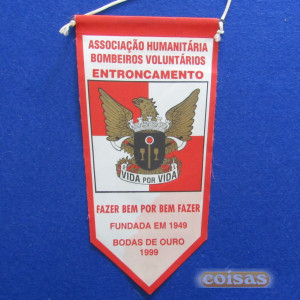 ASSOCIAÇÃO HUMANITÁRIA
BOMBEIROS VOLUNTÁRIOS
ENTRONCAMENTO
VIDA POR VIDA
FAZER BEM POR BEM FAZER
FUNDADA EM 1949
BODAS DE OURO
1999
coisas